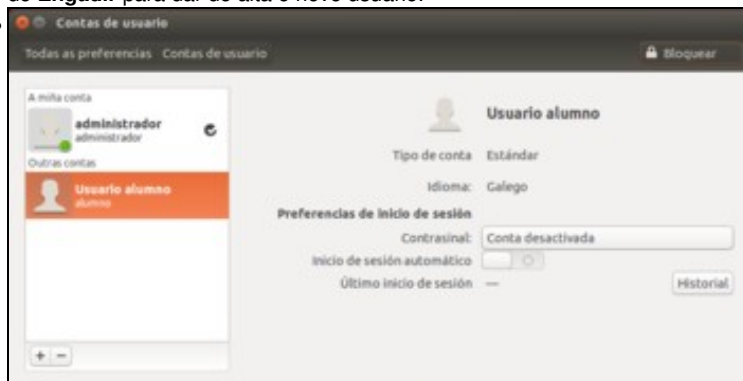 de Engadir para dar de alta o novo usuario.
Contas de usuario
Todas as preferencias Contas de usuario
Bloquear
A miña conta
administrador
administrador
Outras contas
Usuario alumno
alumno
Usuario alumno
Tipo de conta Estándar
Idioma: Galego
Preferencias de inicio de sesión
Contrasinal: Conta desactivada
Inicio de sesión automático
Último inicio de sesión — Historial
+ −